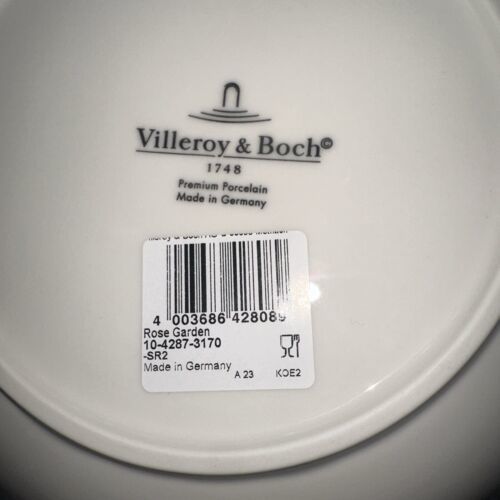 Villeroy & Boch©
1748
Premium Porcelain
Made in Germany
4 003686 428089
Rose Garden
10-4287-3170
-SR2
Made in Germany
A 23 KOE2